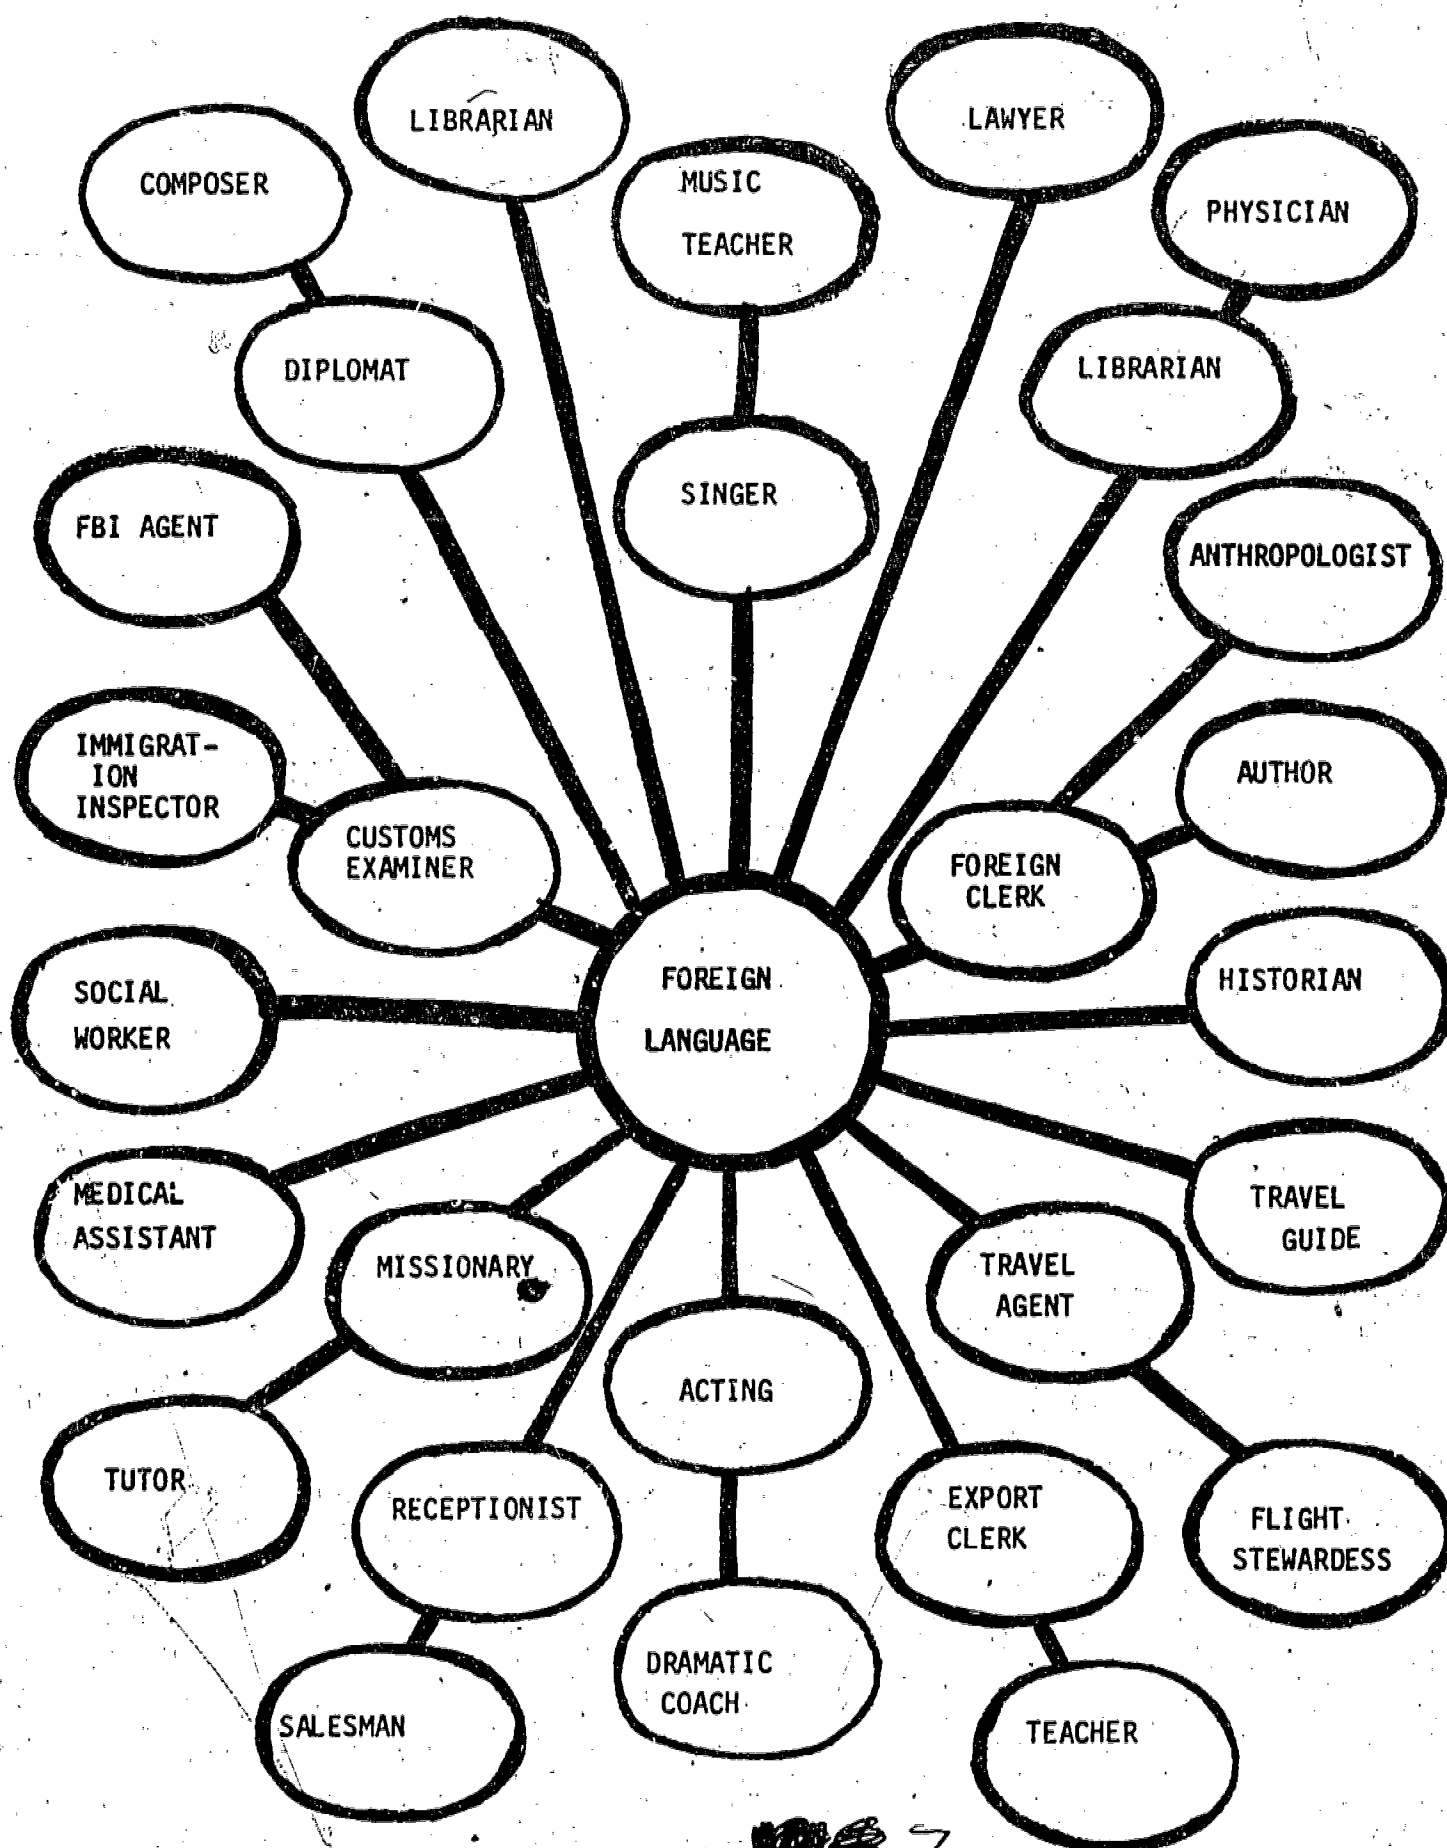 LIBRARIAN
LAWYER
COMPOSER
MUSIC
TEACHER
PHYSICIAN
DIPLOMAT
LIBRARIAN
SINGER
FBI AGENT
ANTHROPOLOGIST
IMMIGRAT-
ION
INSPECTOR
AUTHOR
CUSTOMS
EXAMINER
FOREIGN
CLERK
SOCIAL
WORKER
FOREIGN
LANGUAGE
HISTORIAN
MEDICAL
ASSISTANT
MISSIONARY
TRAVEL
AGENT
TRAVEL
GUIDE
ACTING
TUTOR
RECEPTIONIST
EXPORT
CLERK
FLIGHT
STEWARDESS
SALESMAN
DRAMATIC
COACH
TEACHER